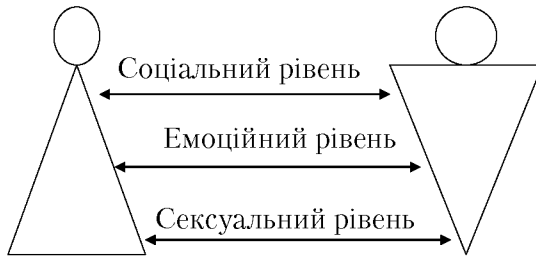 Соціальний рівень
Емоційний рівень
Сексуальний рівень